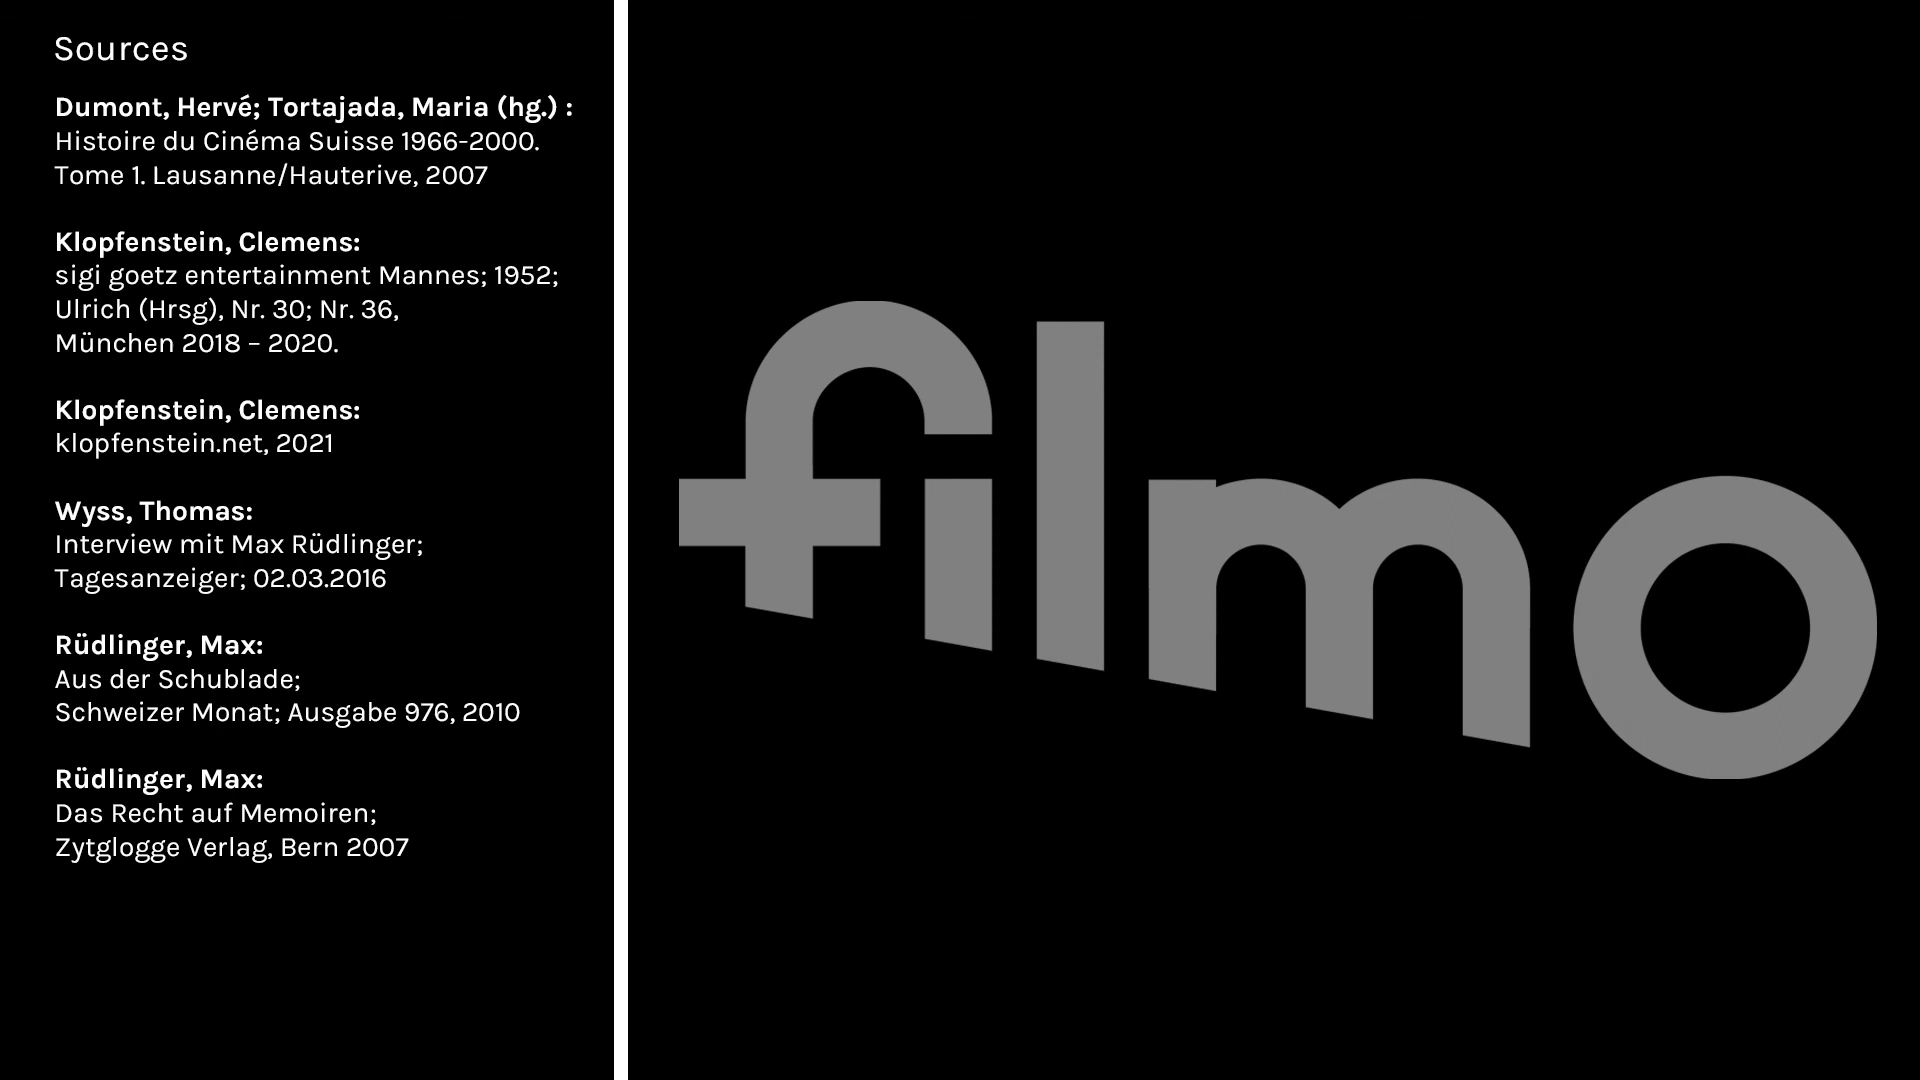 Sources
Dumont, Hervé; Tortajada, Maria (hg.) :
Histoire du Cinéma Suisse 1966-2000.
Tome 1. Lausanne/Hauterive, 2007
Klopfenstein, Clemens:
sigi goetz entertainment Mannes; 1952;
Ulrich (Hrsg), Nr. 30; Nr. 36,
München 2018 – 2020.
Klopfenstein, Clemens:
klopfenstein.net, 2021
Wyss, Thomas:
Interview mit Max Rüdlinger;
Tagesanzeiger; 02.03.2016
Rüdlinger, Max:
Aus der Schublade;
Schweizer Monat; Ausgabe 976, 2010
Rüdlinger, Max:
Das Recht auf Memoiren;
Zytglogge Verlag, Bern 2007
filmo